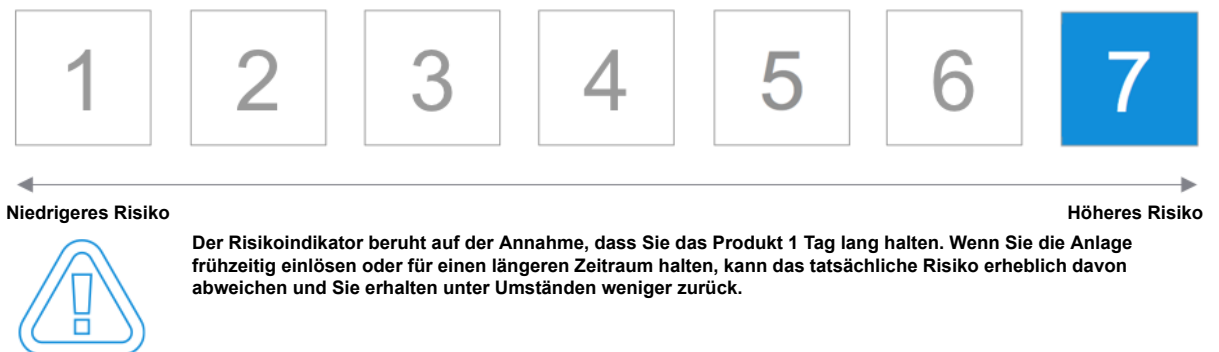 1 2 3 4 5 6 7
Niedrigeres Risiko Höheres Risiko
Der Risikoindikator beruht auf der Annahme, dass Sie das Produkt 1 Tag lang halten. Wenn Sie die Anlage
frühzeitig einlösen oder für einen längeren Zeitraum halten, kann das tatsächliche Risiko erheblich davon
abweichen und Sie erhalten unter Umständen weniger zurück.